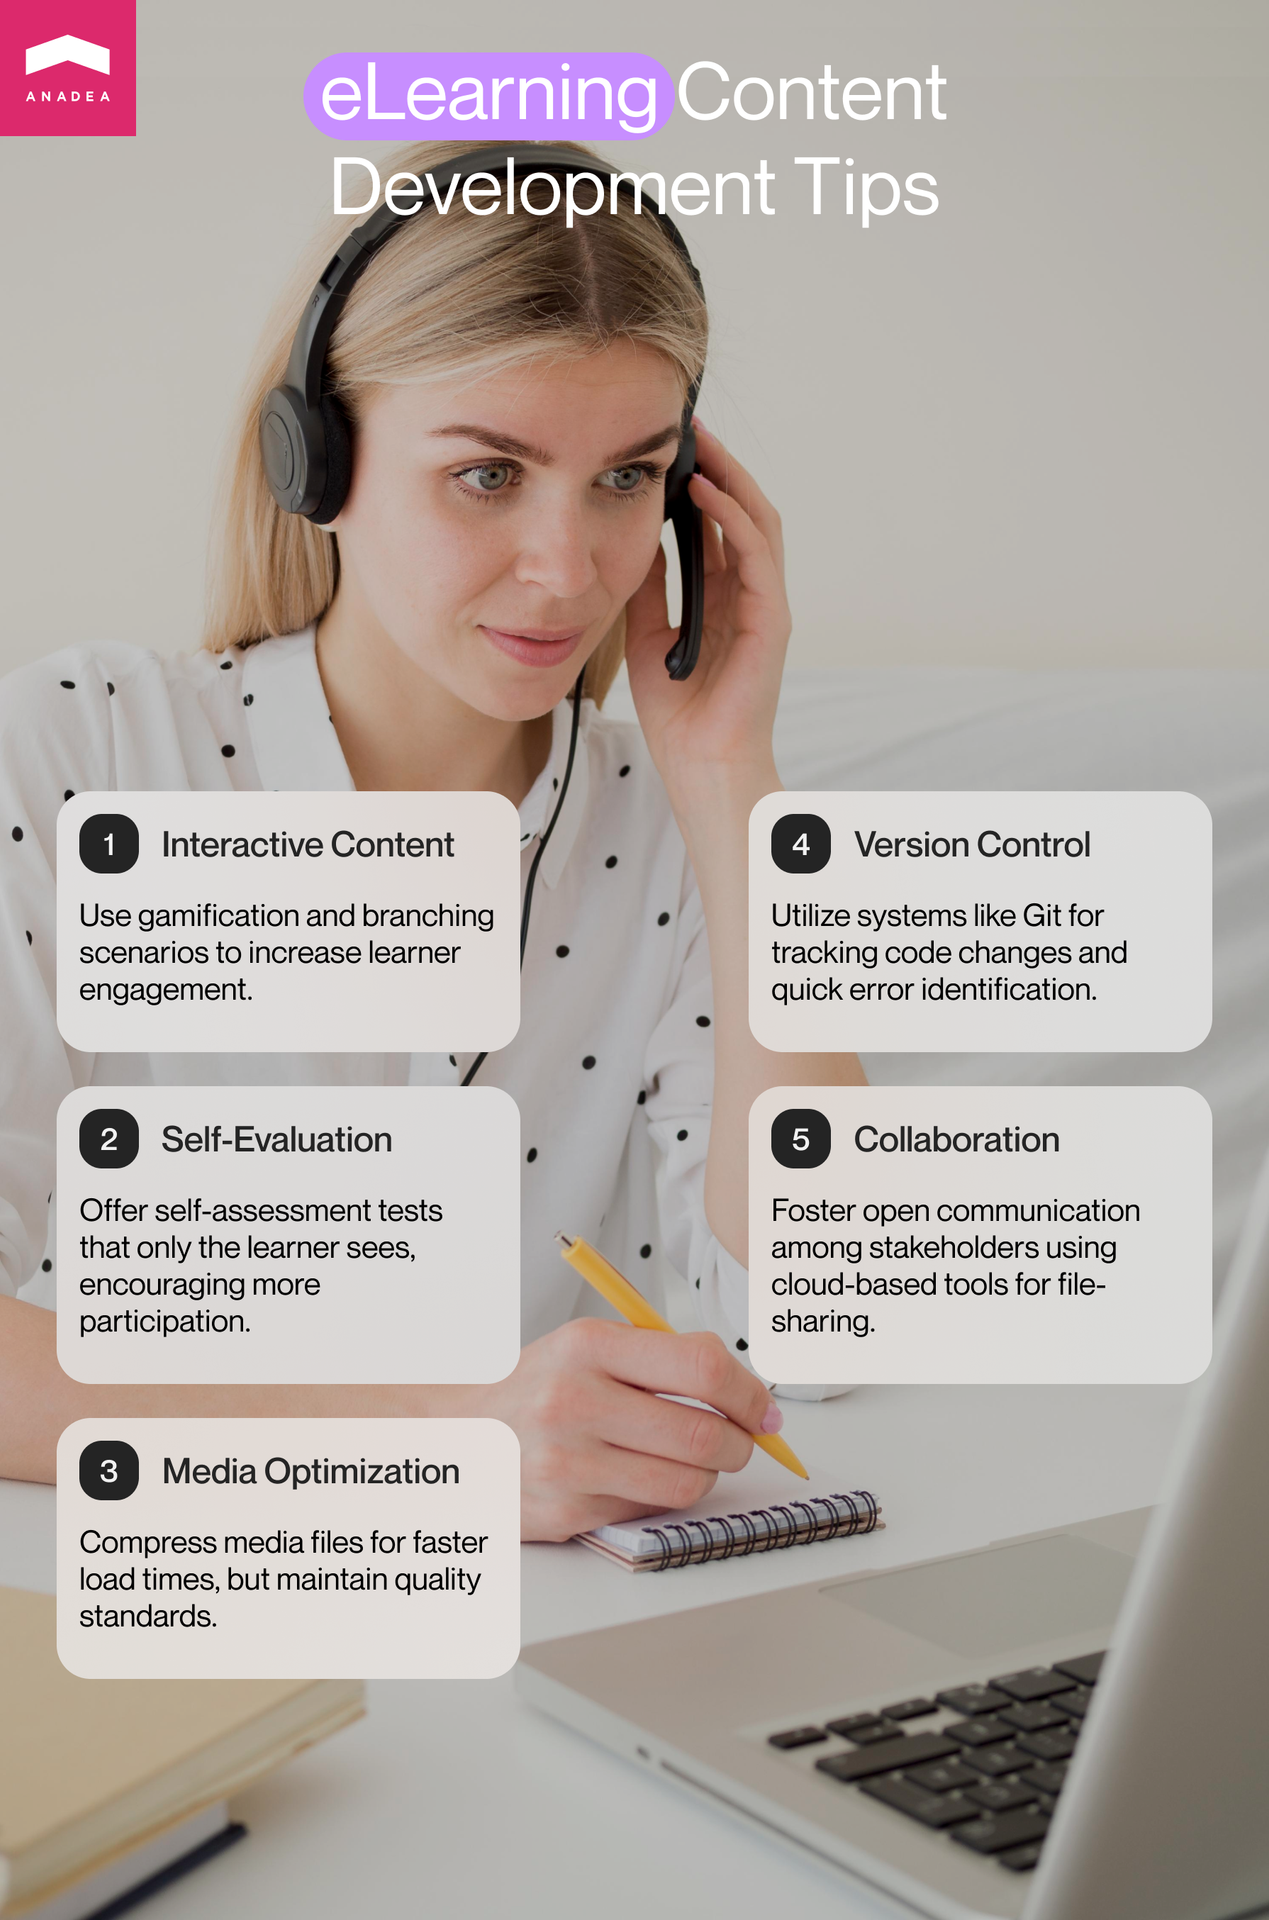 ANADEA
eLearning Content
Development Tips
1 Interactive Content
Use gamification and branching
scenarios to increase learner
engagement.
2 Self-Evaluation
Offer self-assessment tests
that only the learner sees,
encouraging more
participation.
3 Media Optimization
Compress media files for faster
load times, but maintain quality
standards.
4 Version Control
Utilize systems like Git for
tracking code changes and
quick error identification.
5 Collaboration
Foster open communication
among stakeholders using
cloud-based tools for file-
sharing.